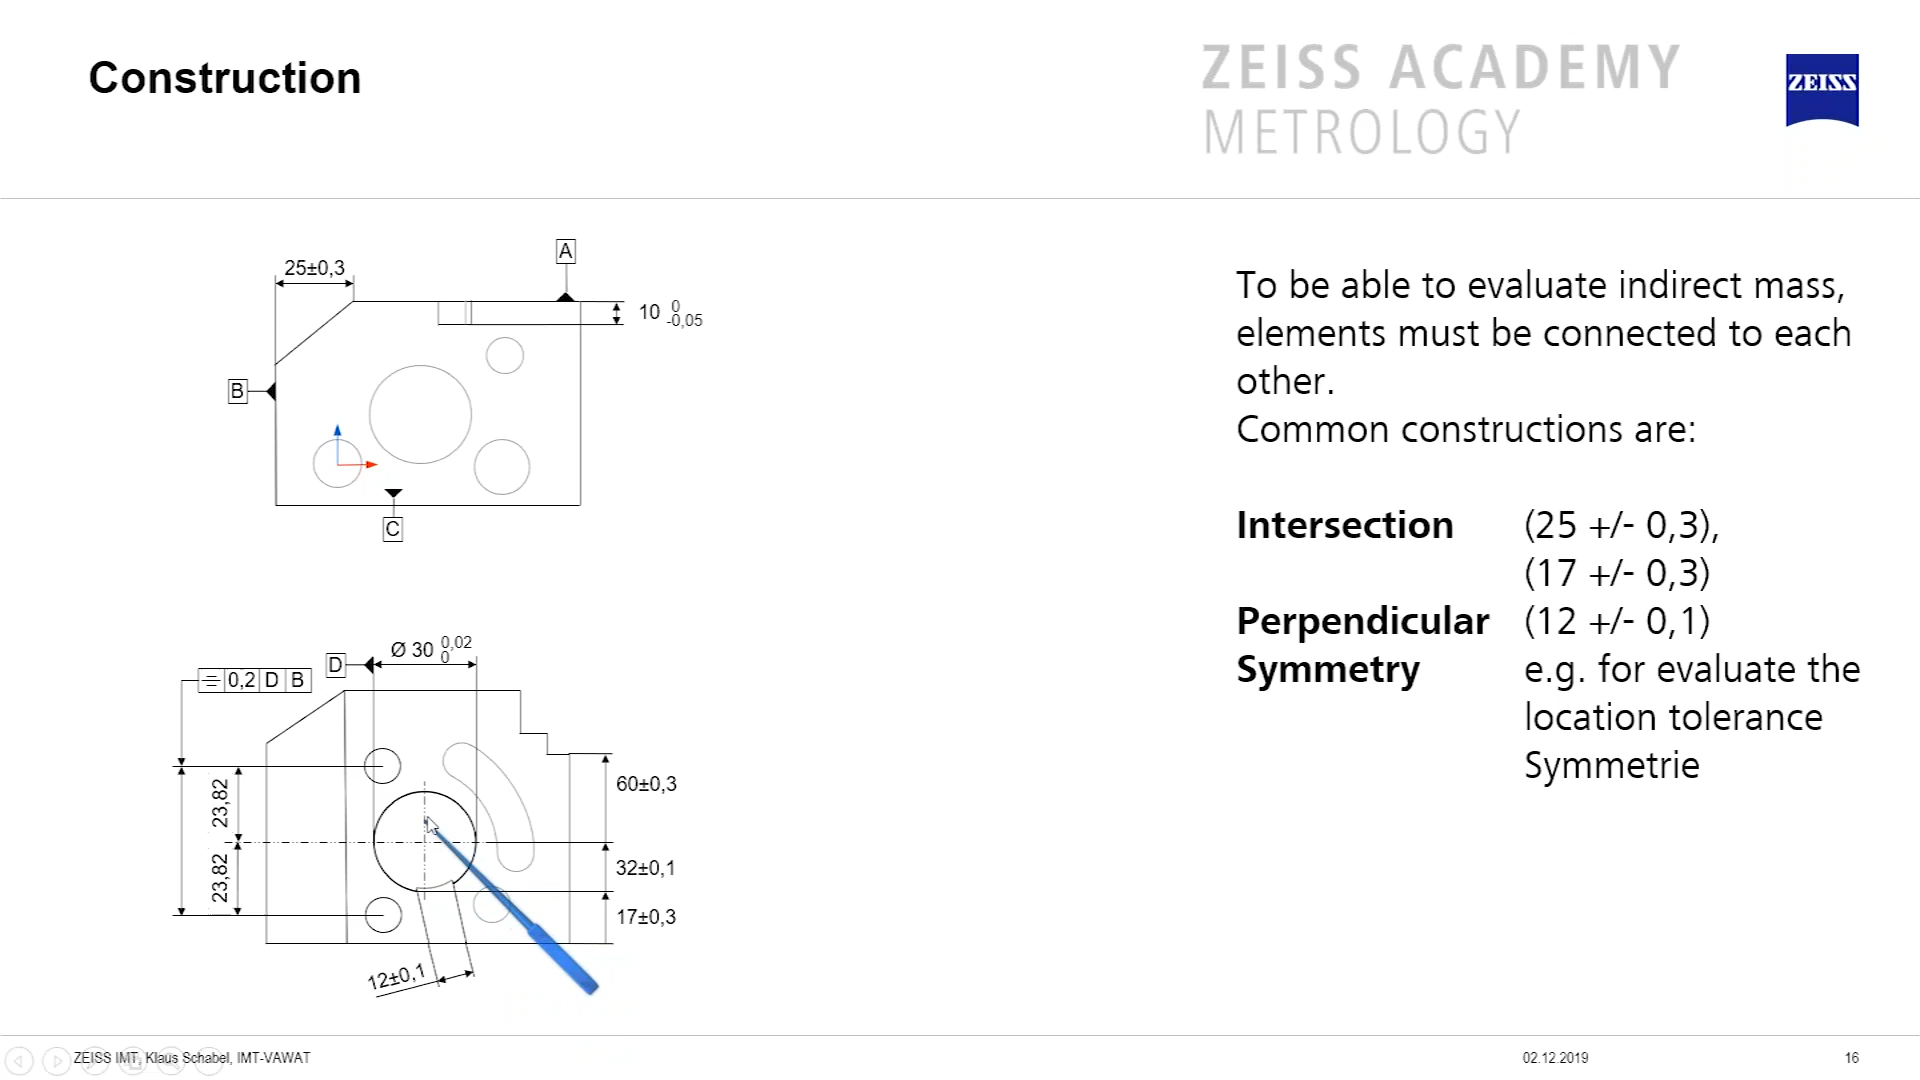 Construction
ZEISS ACADEMY
METROLOGY
ZEISS
A
25±0,3
10 0 -0,05
B
C
To be able to evaluate indirect mass,
elements must be connected to each
other.
Common constructions are:
Intersection (25 +/- 0,3),
(17 +/- 0,3)
Perpendicular (12 +/- 0,1)
Symmetry e.g. for evaluate the
location tolerance
Symmetrie
D
Ø 30 0,02 0
0,2 D B
23,82
23,82
60±0,3
32±0,1
17±0,3
12±0,1
ZEISS IMT, Klaus Schabel, IMT-VAWAT
02.12.2019
16